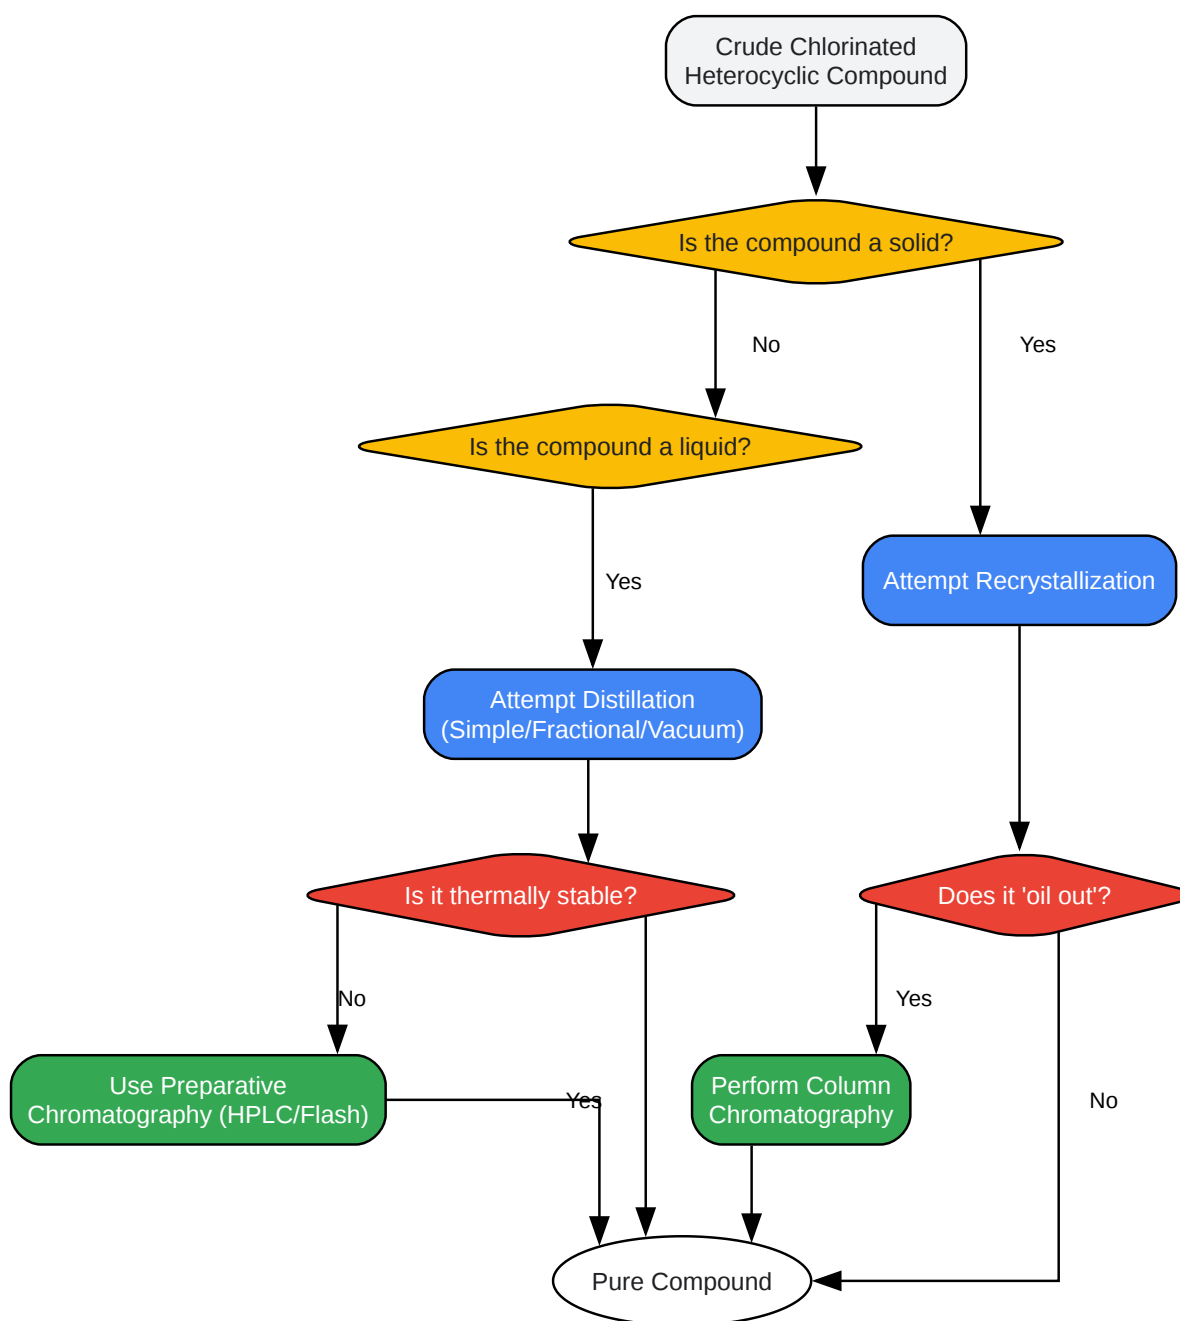 Crude Chlorinated
Heterocyclic Compound
Is the compound a solid?
No
Yes
Is the compound a liquid?
Yes
Attempt Recrystallization
Attempt Distillation
(Simple/Fractional/Vacuum)
Is it thermally stable?
Does it 'oil out'?
No
Yes
Use Preparative
Chromatography (HPLC/Flash)
Yes
Perform Column
Chromatography
No
Pure Compound